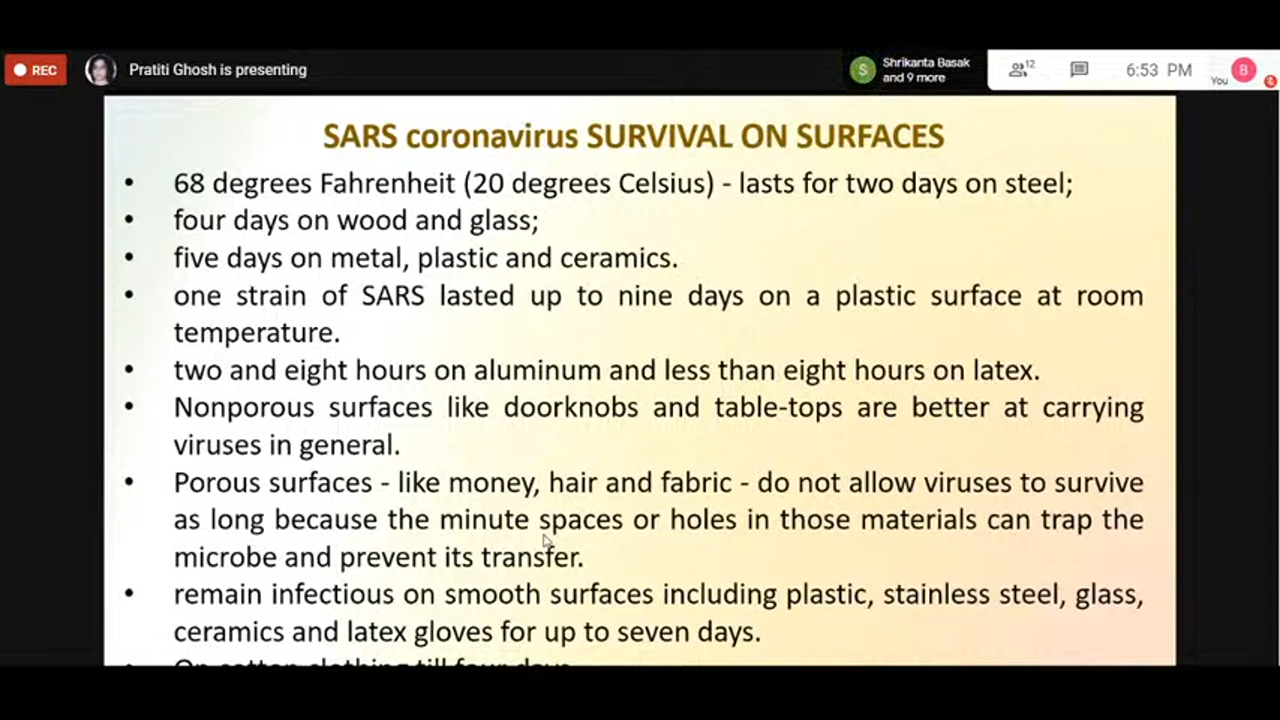 REC
Pratiti Ghosh is presenting
S
Shrikanta Basak
and 9 more
12
6:53 PM
You
B
SARS coronavirus SURVIVAL ON SURFACES
• 68 degrees Fahrenheit (20 degrees Celsius) - lasts for two days on steel;
• four days on wood and glass;
• five days on metal, plastic and ceramics.
• one strain of SARS lasted up to nine days on a plastic surface at room
temperature.
• two and eight hours on aluminum and less than eight hours on latex.
• Nonporous surfaces like doorknobs and table-tops are better at carrying
viruses in general.
• Porous surfaces - like money, hair and fabric - do not allow viruses to survive
as long because the minute spaces or holes in those materials can trap the
microbe and prevent its transfer.
• remain infectious on smooth surfaces including plastic, stainless steel, glass,
ceramics and latex gloves for up to seven days.
• On cotton clothing till four days